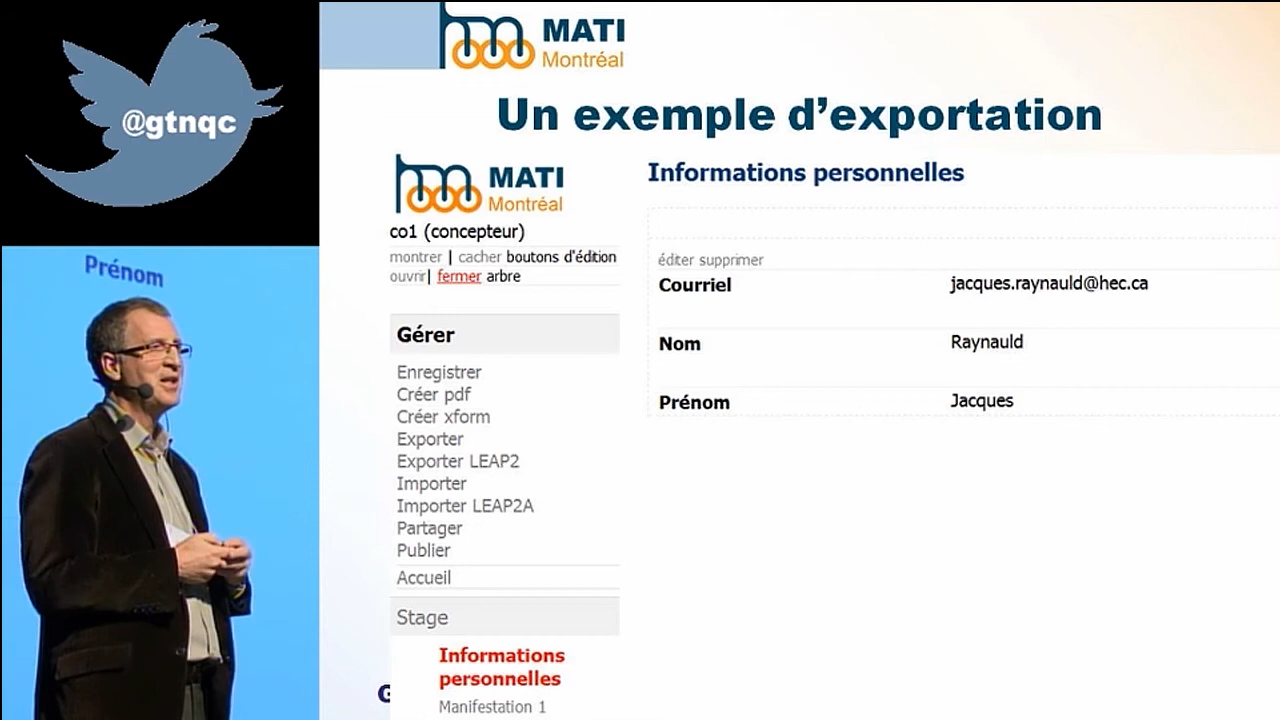 @gtnqc
Prénom
MATI
Montréal
Un exemple d’exportation
MATI
Montréal
co1 (concepteur)
montrer | cacher boutons d'édition
ouvrir| fermer arbre
Gérer
Enregistrer
Créer pdf
Créer xform
Exporter
Exporter LEAP2
Importer
Importer LEAP2A
Partager
Publier
Accueil
Stage
Informations
personnelles
Manifestation 1
Informations personnelles
éditer supprimer
Courriel jacques.raynauld@hec.ca
Nom Raynauld
Prénom Jacques